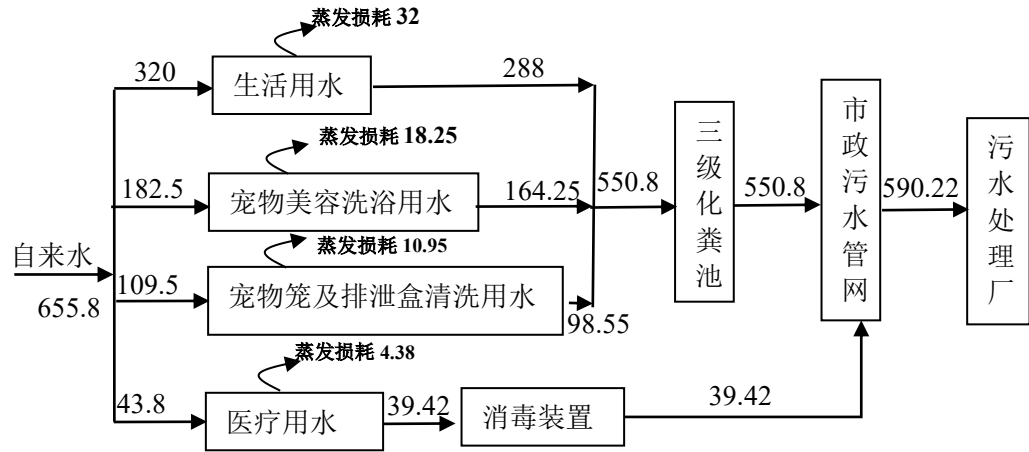 蒸发损耗 32
320
生活用水
288
蒸发损耗 18.25
182.5
宠物美容洗浴用水
164.25
550.8
三级化粪池
550.8
市政污水管网
590.22
污水处理厂
自来水
655.8
蒸发损耗 10.95
109.5
宠物笼及排泄盒清洗用水
98.55
蒸发损耗 4.38
43.8
医疗用水
39.42
消毒装置
39.42